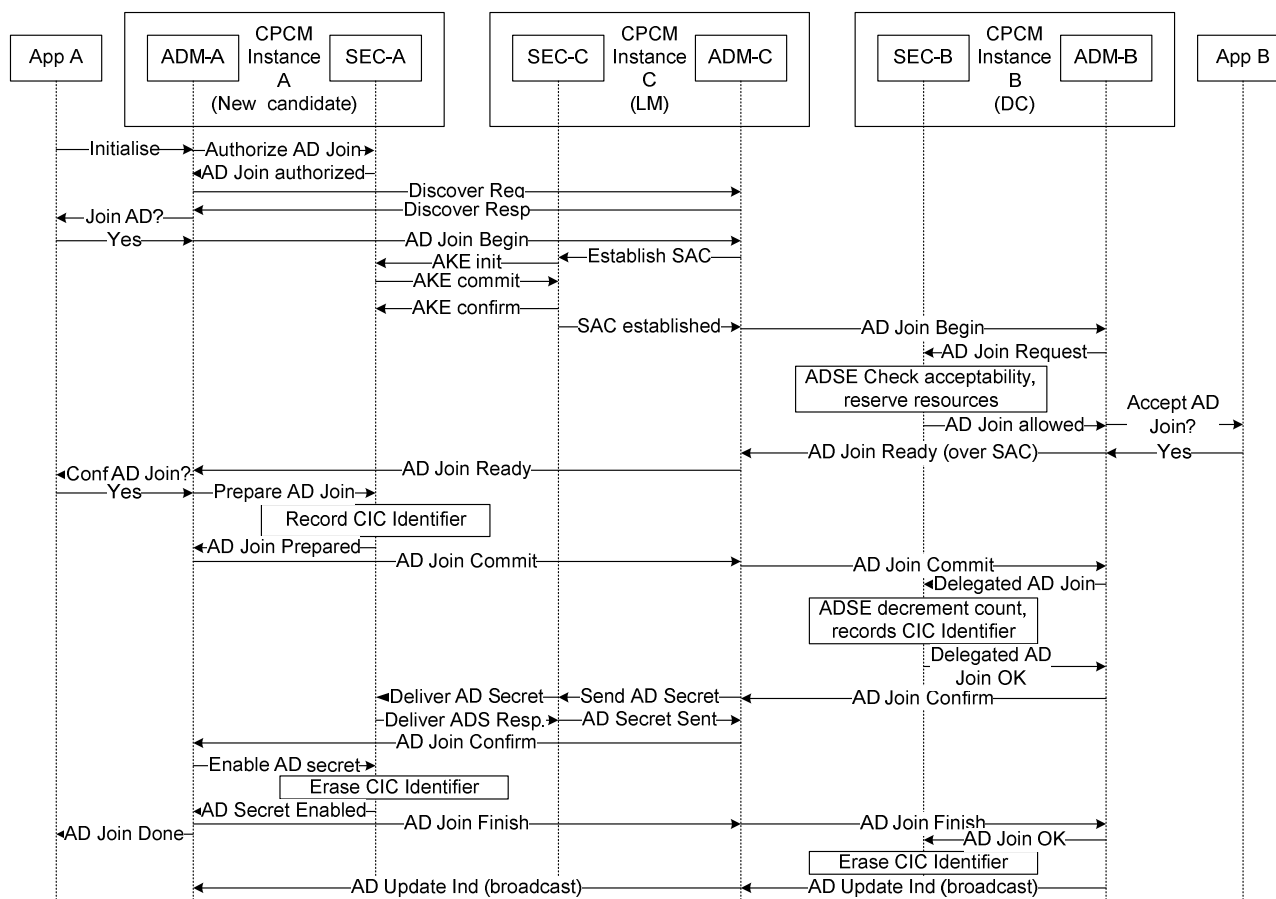 CPCM
Instance
A
(New candidate)
CPCM
Instance
C
(LM)
CPCM
Instance
B
(DC)
App A
ADM-A
SEC-A
SEC-C
ADM-C
SEC-B
ADM-B
App B
Initialise
Authorize AD Join
AD Join authorized
Discover Req
Discover Resp
Join AD?
Yes
AD Join Begin
Establish SAC
AKE init
AKE commit
AKE confirm
SAC established
AD Join Begin
AD Join Request
ADSE Check acceptability,
reserve resources
AD Join allowed
Accept AD
Join?
AD Join Ready (over SAC)
Yes
Conf AD Join?
AD Join Ready
Yes
Prepare AD Join
Record CIC Identifier
AD Join Prepared
AD Join Commit
AD Join Commit
Delegated AD Join
ADSE decrement count,
records CIC Identifier
Delegated AD
Join OK
Deliver AD Secret
Send AD Secret
AD Join Confirm
Deliver ADS Resp.
AD Secret Sent
AD Join Confirm
Enable AD secret
Erase CIC Identifier
AD Secret Enabled
AD Join Done
AD Join Finish
AD Join Finish
AD Join OK
Erase CIC Identifier
AD Update Ind (broadcast)
AD Update Ind (broadcast)